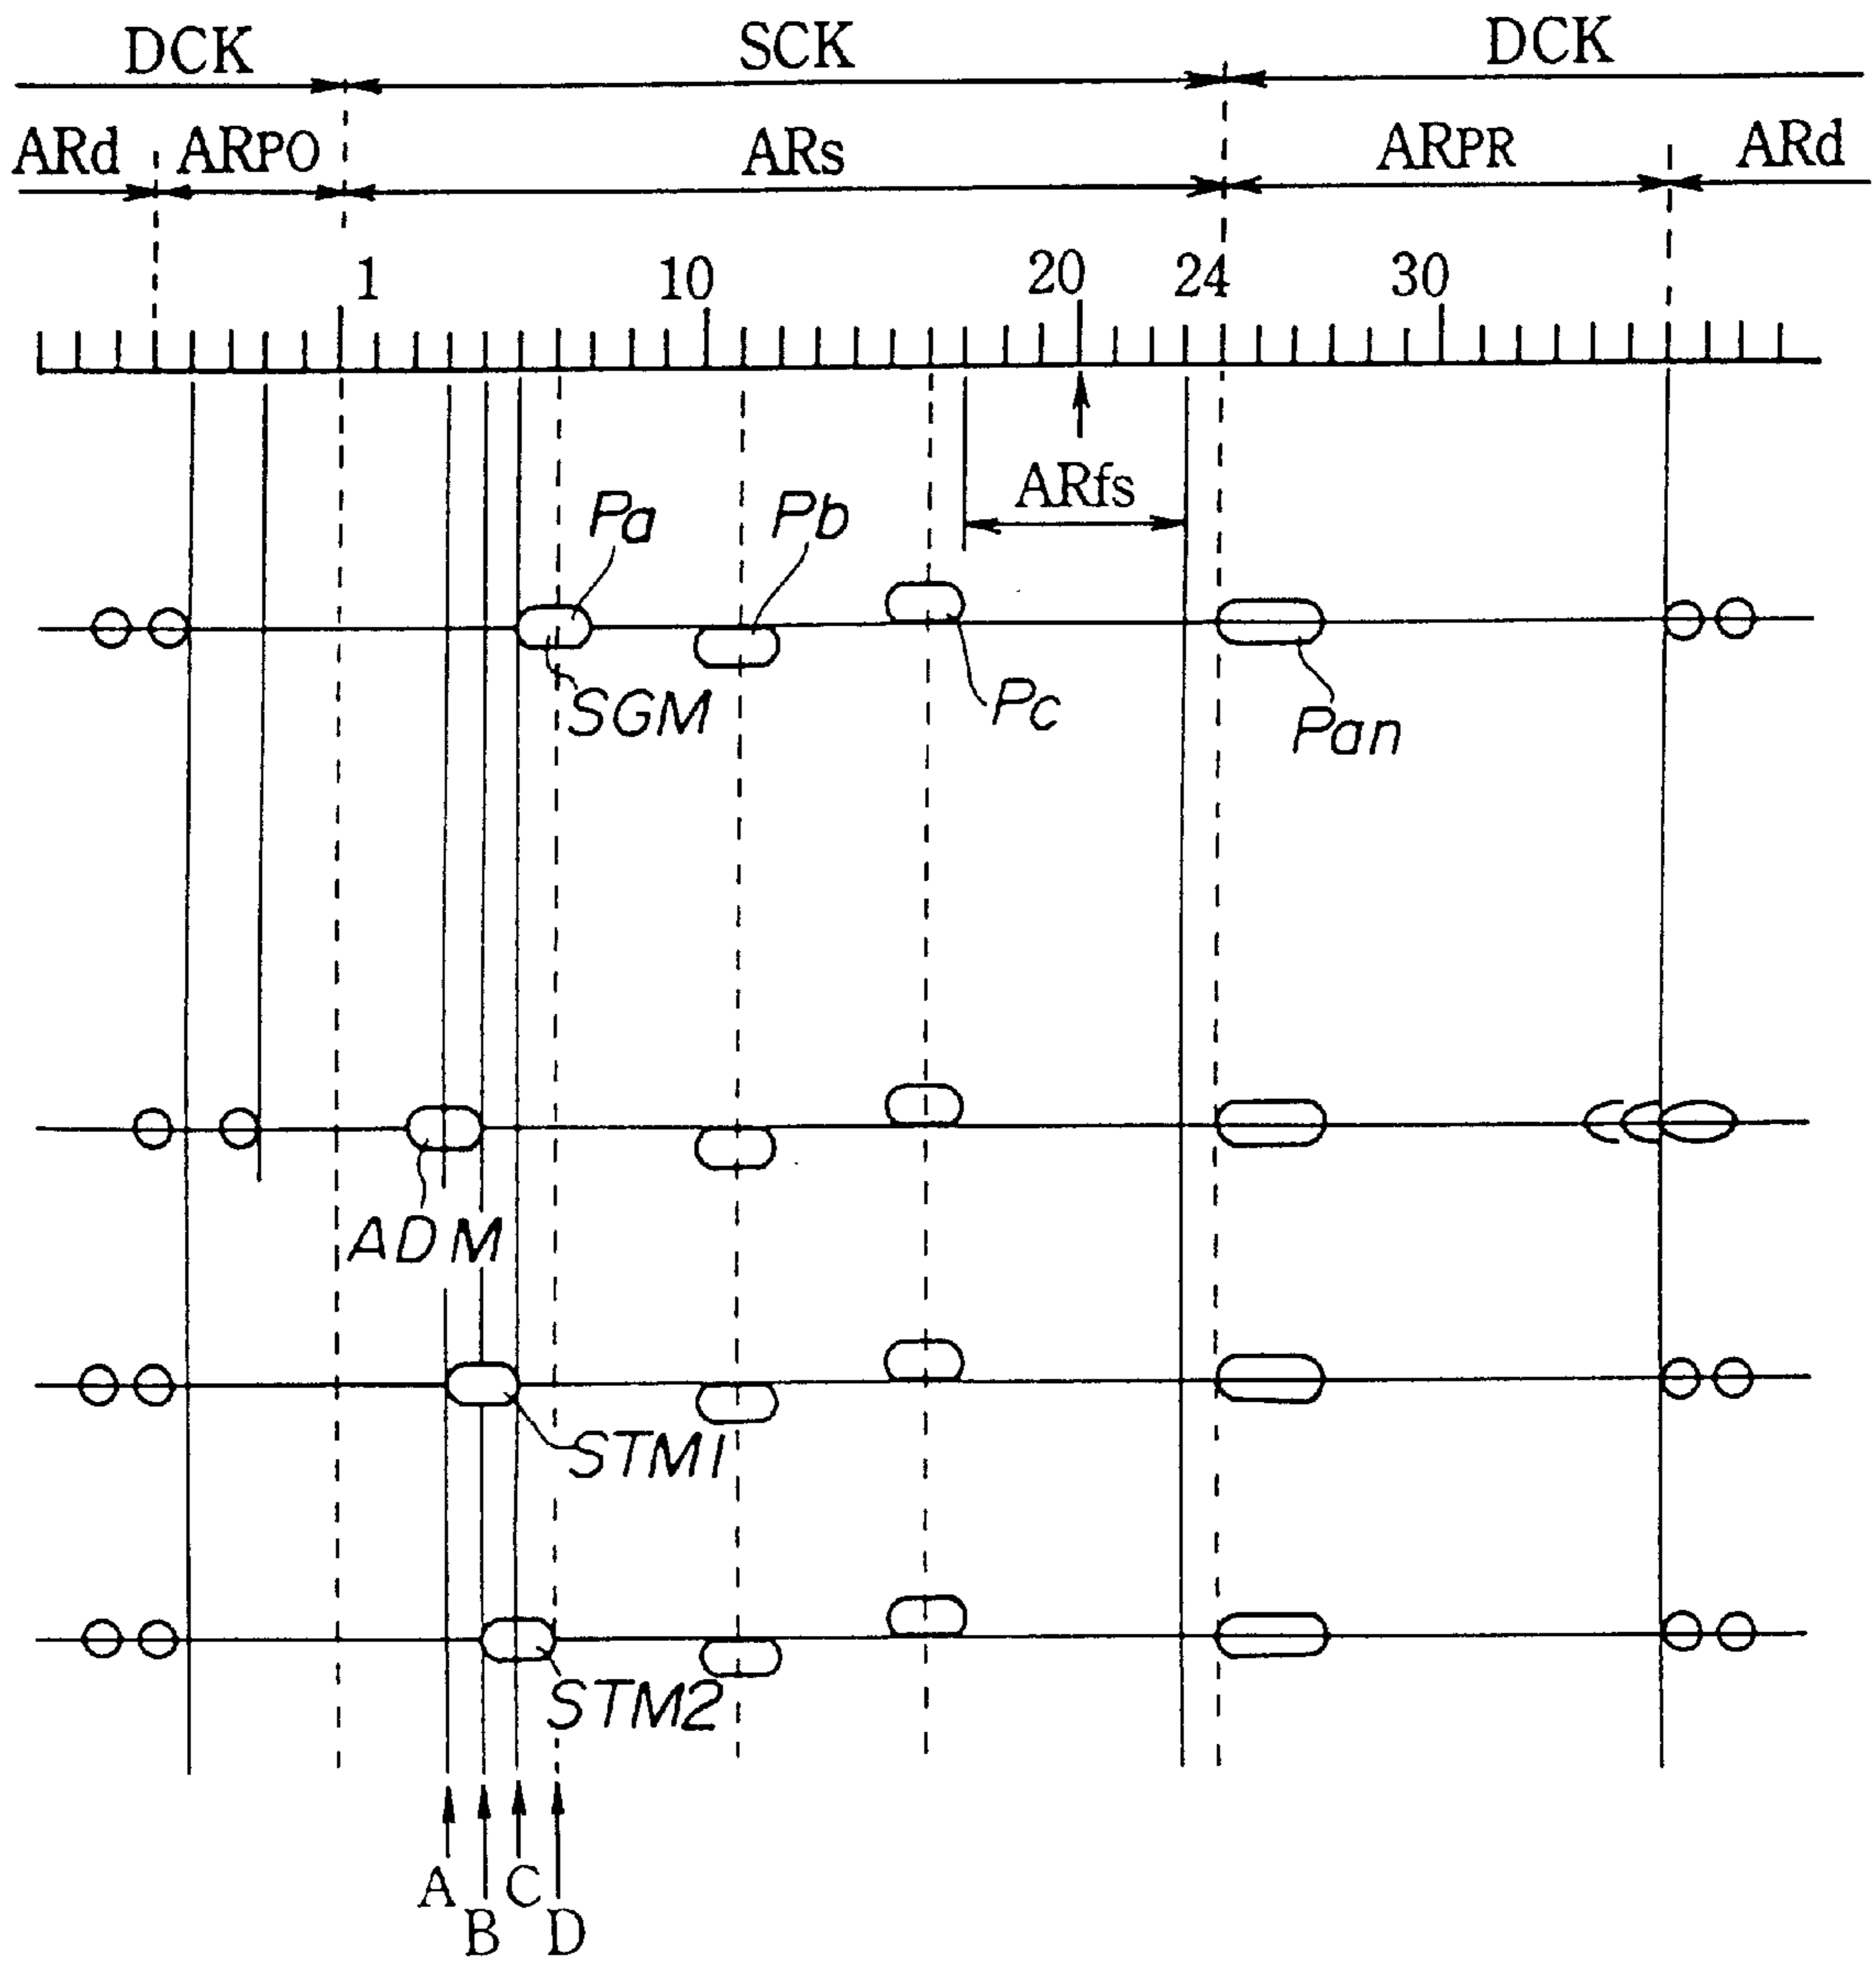 DCK SCK DCK
ARd ARPO ARs ARPR ARd
1 10 20 24 30
ARfs
Pa Pb
SGM Pc Pan
ADM
STM1
STM2
A C
B D